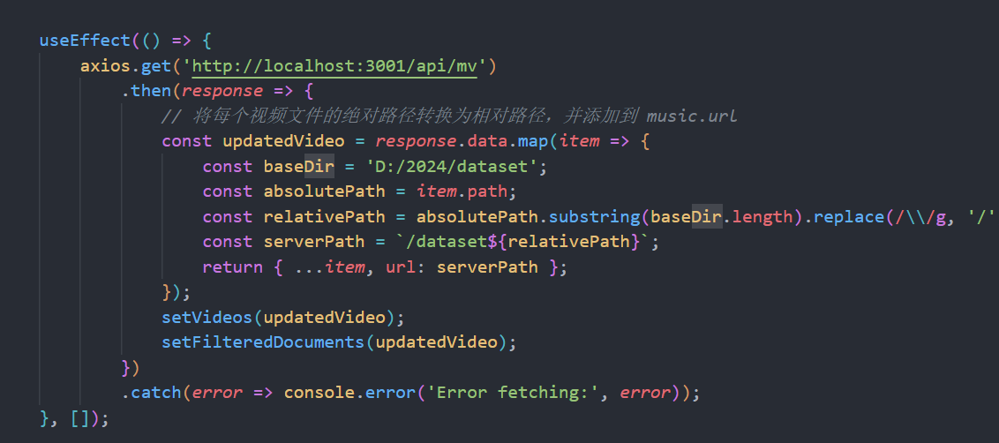 useEffect(() => {
axios.get('http://localhost:3001/api/mv')
.then(response => {
// 将每个视频文件的绝对路径转换为相对路径，并添加到 music.url
const updatedVideo = response.data.map(item => {
const baseDir = 'D:/2024/dataset';
const absolutePath = item.path;
const relativePath = absolutePath.substring(baseDir.length).replace(/\\/g, '/'
const serverPath = `/dataset${relativePath}`;
return { ...item, url: serverPath };
});
setVideos(updatedVideo);
setFilteredDocuments(updatedVideo);
})
.catch(error => console.error('Error fetching:', error));
}, []);